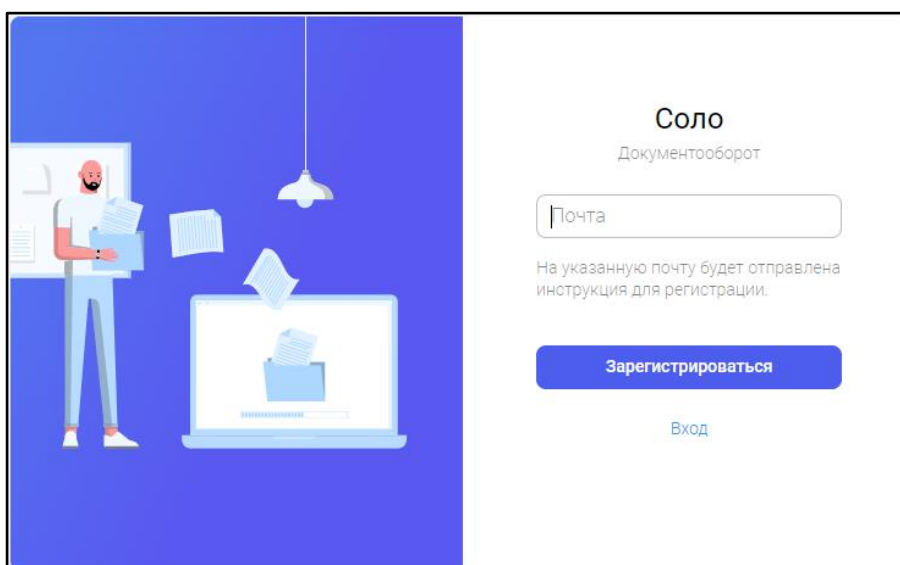 Соло
Документооборот
Почта
На указанную почту будет отправлена
инструкция для регистрации.
Зарегистрироваться
Вход